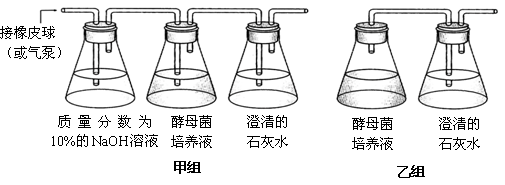 接橡皮球
（或气泵）
质量分数为
10%的NaOH溶液
酵母菌
培养液
澄清的
石灰水
甲组
酵母菌
培养液
澄清的
石灰水
乙组